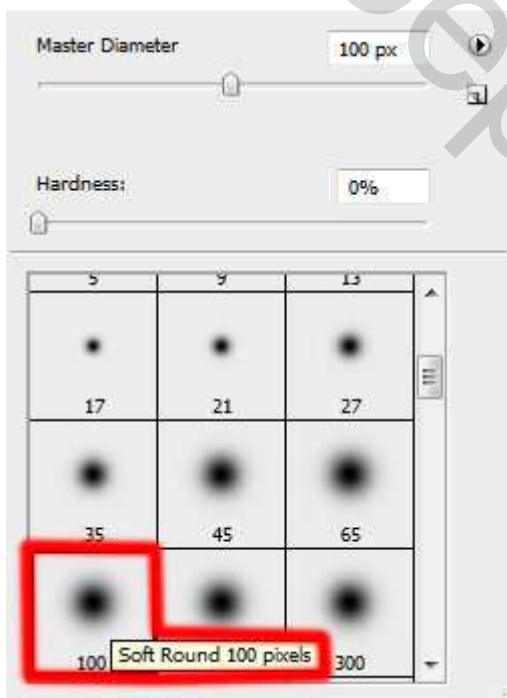 Master Diameter 100 px
Hardness: 0%
5 9 13
17 21 27
35 45 65
100 300
Soft Round 100 pixels